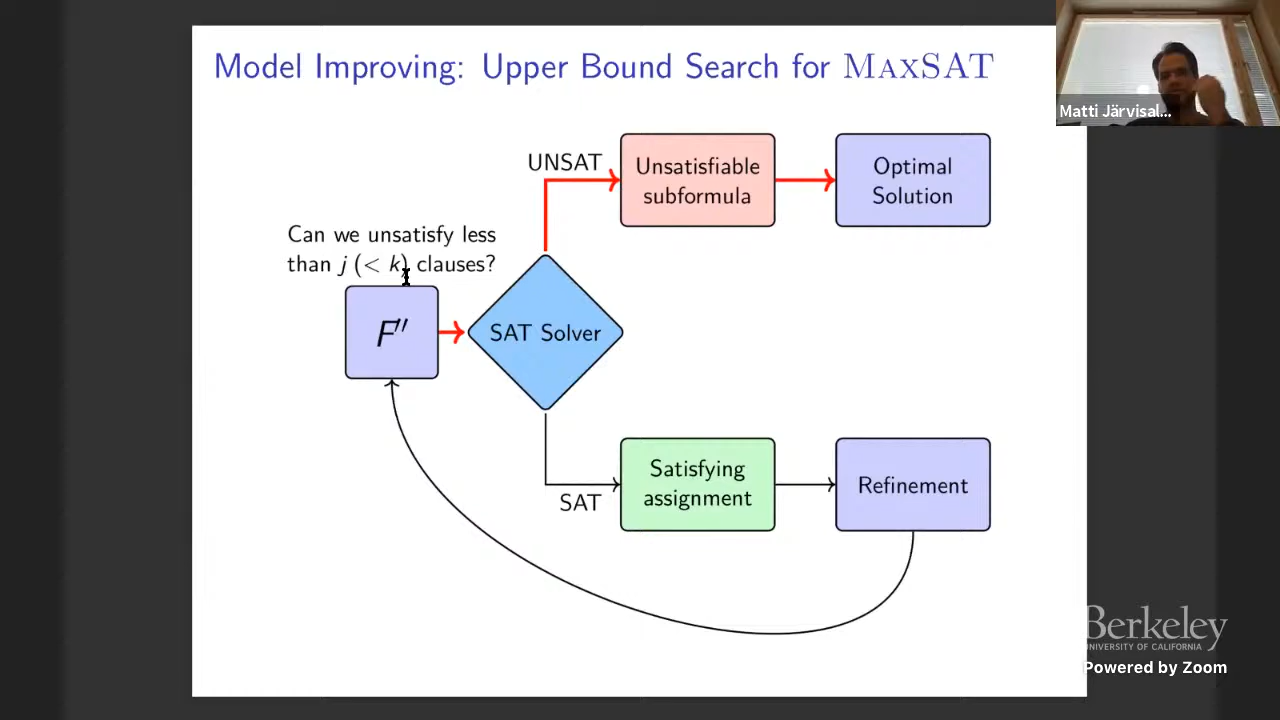 Model Improving: Upper Bound Search for MAXSAT
Matti Järvisal...
UNSAT
Unsatisfiable
subformula
Optimal
Solution
Can we unsatisfy less
than j (< k) clauses?
F′′
SAT Solver
SAT
Satisfying
assignment
Refinement
Berkeley
UNIVERSITY OF CALIFORNIA
Powered by Zoom